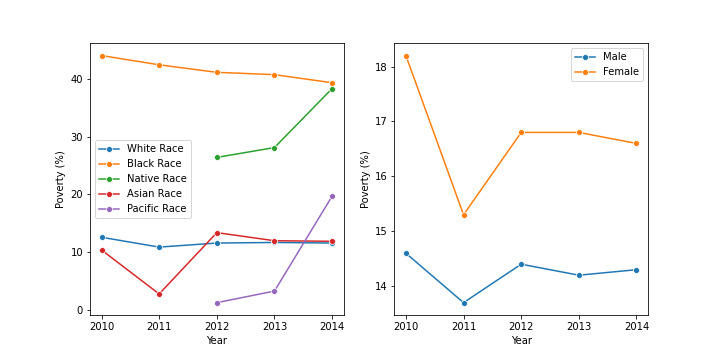 40
30
20
10
0
Poverty (%)
White Race
Black Race
Native Race
Asian Race
Pacific Race
2010 2011 2012 2013 2014
Year
18
17
16
15
14
Poverty (%)
Male
Female
2010 2011 2012 2013 2014
Year